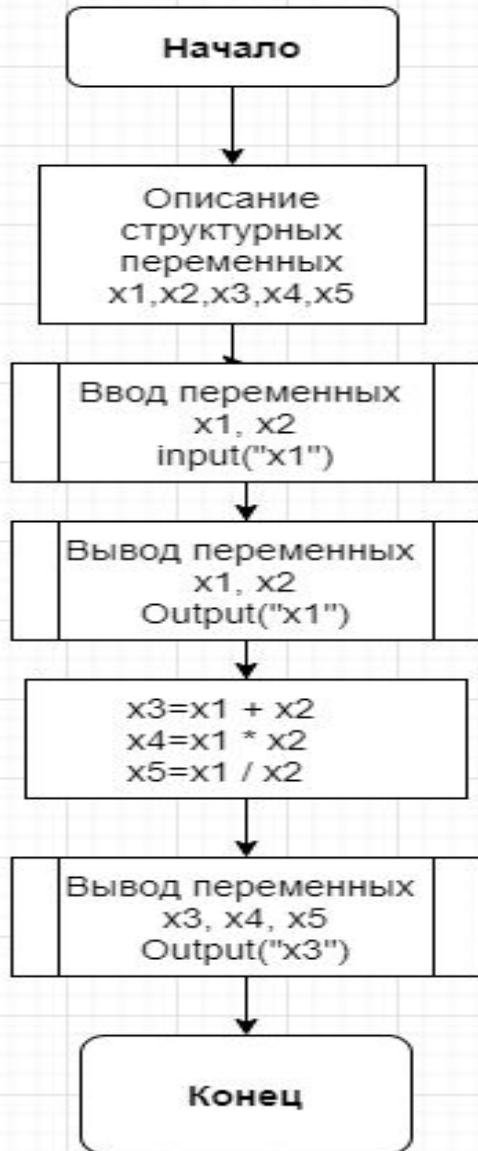 Начало
Описание
структурных
переменных
x1,x2,x3,x4,x5
Ввод переменных
x1, x2
input("x1")
Вывод переменных
x1, x2
Output("x1")
x3=x1 + x2
x4=x1 * x2
x5=x1 / x2
Вывод переменных
x3, x4, x5
Output("x3")
Конец